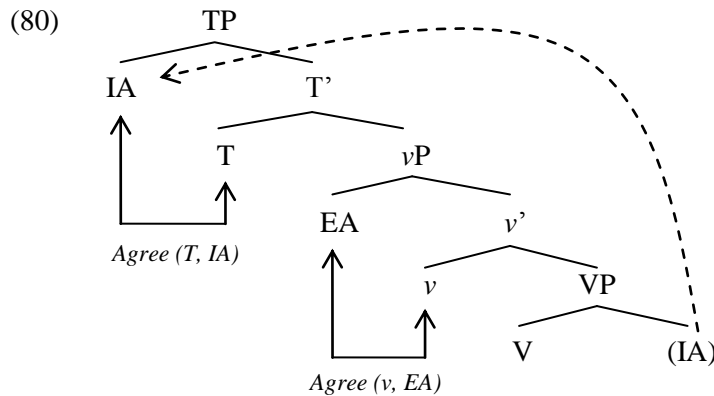 (80) TP
IA T’
T vP
EA v’
Agree (T, IA)
v VP
V (IA)
Agree (v, EA)